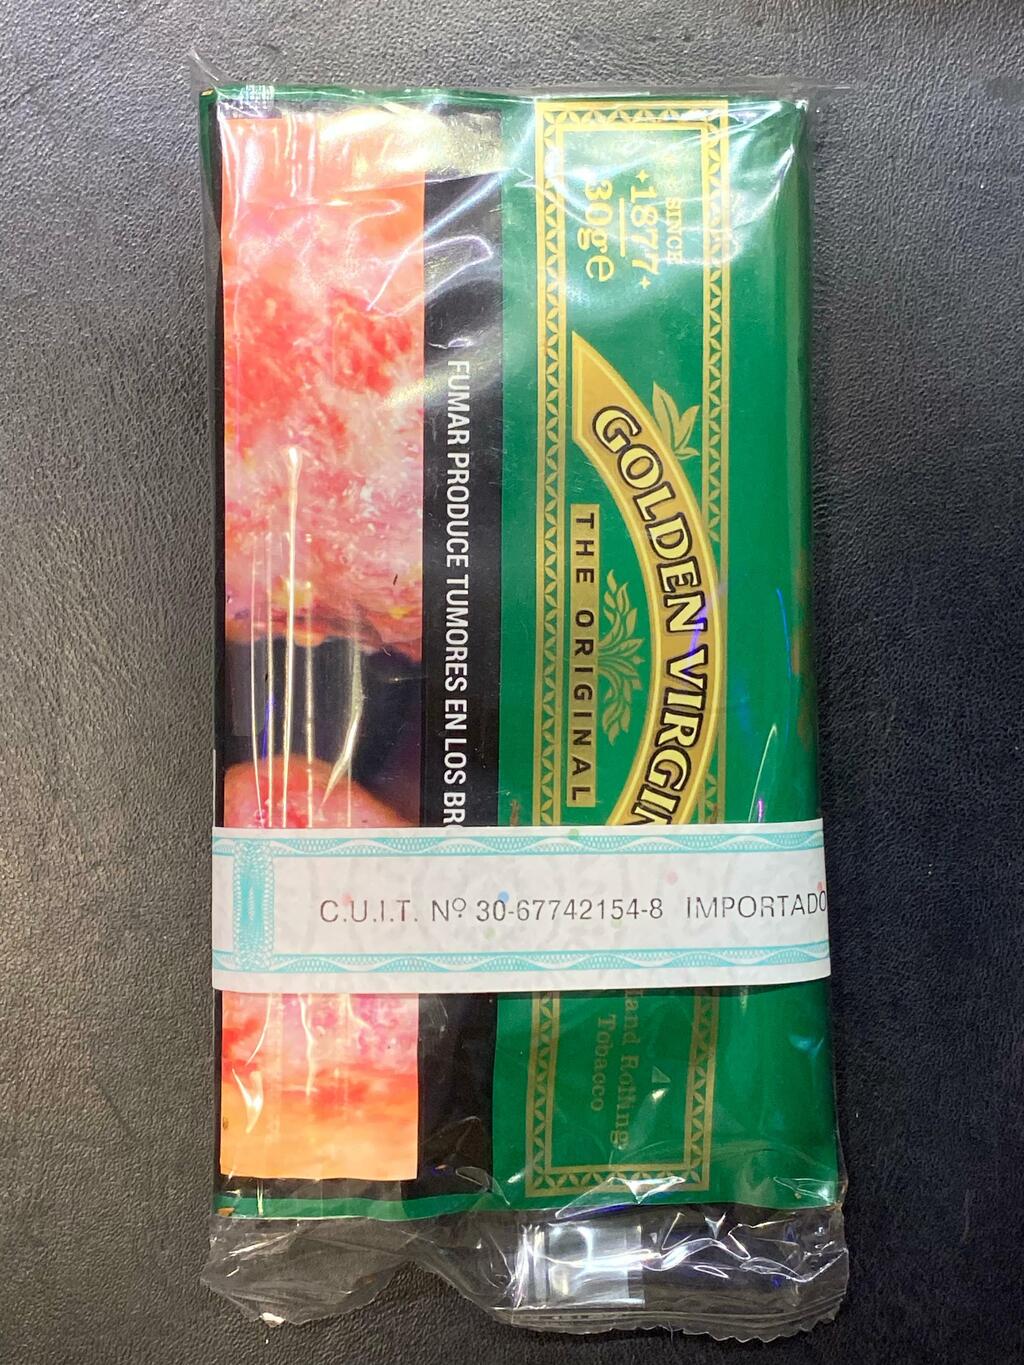 SINCE
1877
30g e
GOLDEN VIRGI
THE ORIGINAL
Hand Rolling
Tobacco
FUMAR PRODUCE TUMORES EN LOS BR
C.U.I.T. Nº 30-67742154-8 IMPORTADO